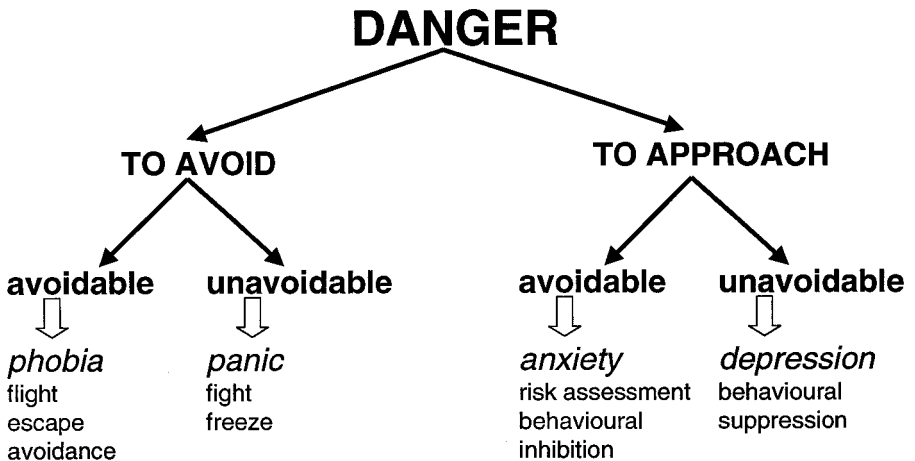 DANGER
TO AVOID
TO APPROACH
avoidable
unavoidable
avoidable
unavoidable
phobia
flight
escape
avoidance
panic
fight
freeze
anxiety
risk assessment
behavioural
inhibition
depression
behavioural
suppression